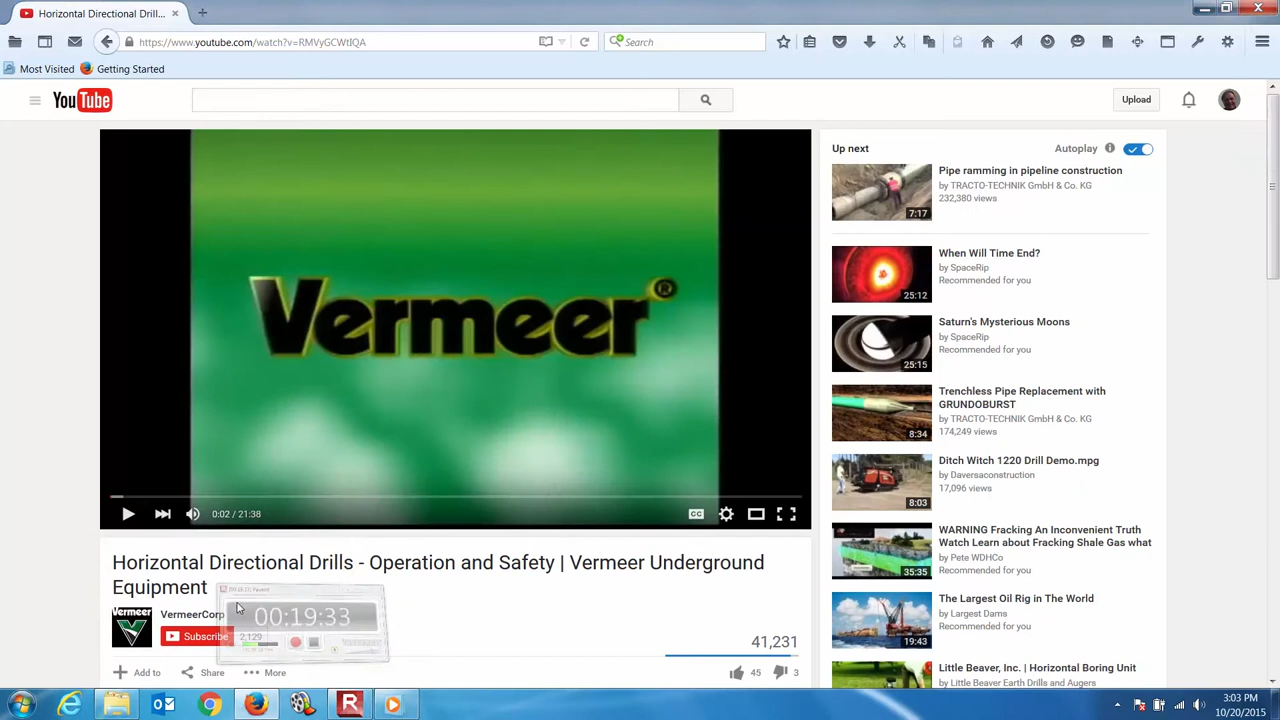 Horizontal Directional Drill...
https://www.youtube.com/watch?v=RMVyGCWtIQA
Search
Most Visited
Getting Started
YouTube
Upload
Vermeer®
0:02 / 21:38
CC
Horizontal Directional Drills - Operation and Safety | Vermeer Underground
Equipment
Vermeer
VermeerCorp
Subscribe
2,129
00:19:33
41,231
Add to
Share
More
45
3
Up next
Autoplay
Pipe ramming in pipeline construction
by TRACTO-TECHNIK GmbH & Co. KG
232,380 views
7:17
When Will Time End?
by SpaceRip
Recommended for you
25:12
Saturn's Mysterious Moons
by SpaceRip
Recommended for you
25:15
Trenchless Pipe Replacement with
GRUNDOBURST
by TRACTO-TECHNIK GmbH & Co. KG
174,249 views
8:34
Ditch Witch 1220 Drill Demo.mpg
by Daversaconstruction
17,096 views
8:03
WARNING Fracking An Inconvenient Truth
Watch Learn about Fracking Shale Gas what
by Pete WDHCo
Recommended for you
35:35
The Largest Oil Rig in The World
by Largest Dams
Recommended for you
19:43
Little Beaver, Inc. | Horizontal Boring Unit
by Little Beaver Earth Drills and Augers
3:03 PM
10/20/2015